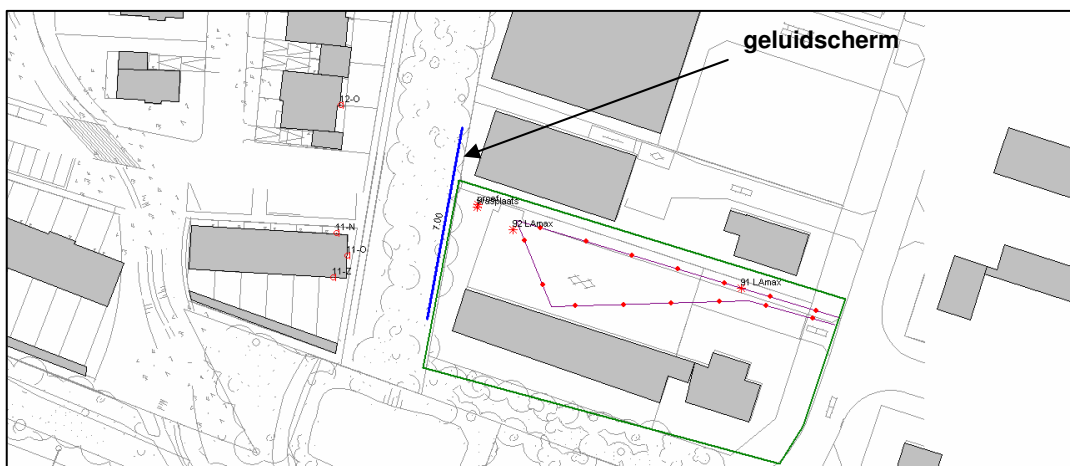 geluidscherm
12-O
7.00
92 LAmax
11-N
11-O
11-Z
91 LAmax